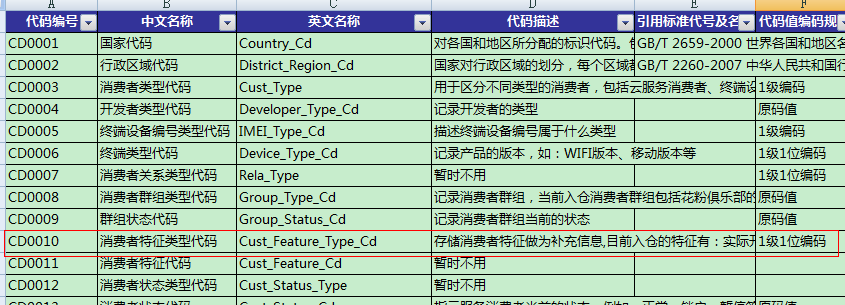 A B C D E F
代码编号 中文名称 英文名称 代码描述 引用标准代号及名 代码值编码规
CD0001 国家代码 Country_Cd 对各国和地区所分配的标识代码。 GB/T 2659-2000 世界各国和地区名
CD0002 行政区域代码 District_Region_Cd 国家对行政区域的划分，每个区域都 GB/T 2260-2007 中华人民共和国行
CD0003 消费者类型代码 Cust_Type 用于区分不同类型的消费者，包括云服务消费者、终端设 1级编码
CD0004 开发者类型代码 Developer_Type_Cd 记录开发者的类型 原码值
CD0005 终端设备编号类型代码 IMEI_Type_Cd 描述终端设备编号属于什么类型 1级编码
CD0006 终端类型代码 Device_Type_Cd 记录产品的版本，如：WIFI版本、移动版本等 1级1位编码
CD0007 消费者关系类型代码 Rela_Type 暂时不用 1级编码
CD0008 消费者群组类型代码 Group_Type_Cd 记录消费者群组，当前入仓消费者群组包括花粉俱乐部的 原码值
CD0009 群组状态代码 Group_Status_Cd 记录消费者群组当前的状态 原码值
CD0010 消费者特征类型代码 Cust_Feature_Type_Cd 存储消费者特征做为补充信息,目前入仓的特征有：实际开 1级1位编码
CD0011 消费者特征代码 Cust_Feature_Cd 暂时不用
CD0012 消费者状态类型代码 Cust_Status_Type 暂时不用